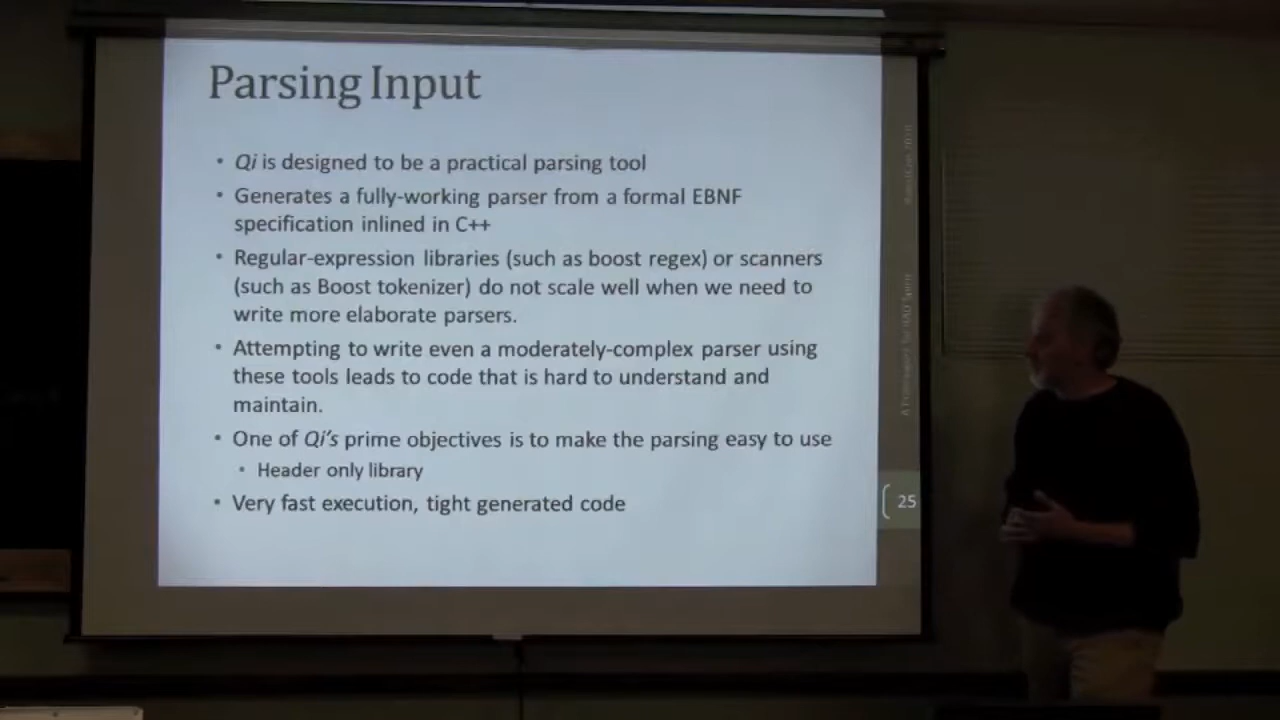 Parsing Input
• Qi is designed to be a practical parsing tool
• Generates a fully-working parser from a formal EBNF
specification inlined in C++
• Regular-expression libraries (such as boost regex) or scanners
(such as Boost tokenizer) do not scale well when we need to
write more elaborate parsers.
• Attempting to write even a moderately-complex parser using
these tools leads to code that is hard to understand and
maintain.
• One of Qi's prime objectives is to make the parsing easy to use
• Header only library
• Very fast execution, tight generated code
25